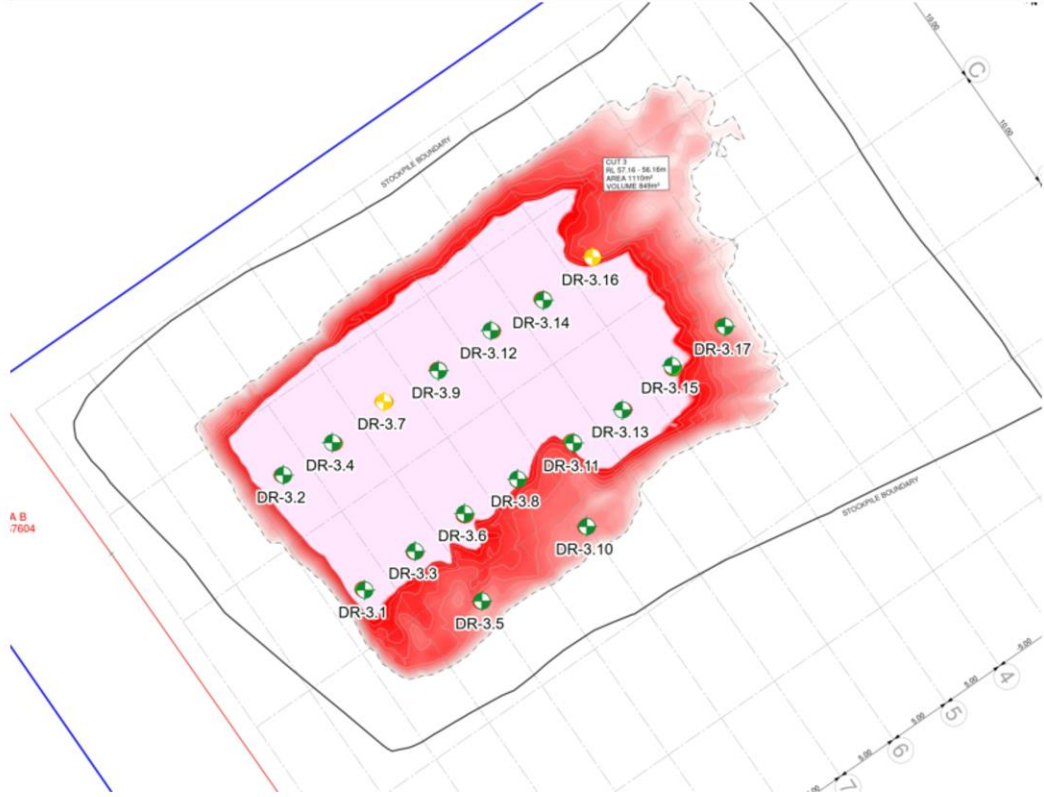 10.00
C
10.00
STOCKPILE BOUNDARY
CUT 3
RL 57.16 - 56.16m
AREA 1110m²
VOLUME 848m³
DR-3.16
DR-3.14
DR-3.12
DR-3.17
DR-3.9
DR-3.15
DR-3.7
DR-3.13
DR-3.4
DR-3.11
DR-3.2
DR-3.8
STOCKPILE BOUNDARY
A B
37604
DR-3.6
DR-3.10
DR-3.3
DR-3.1
DR-3.5
5.00
4
5.00
5
5.00
6
5.00
7